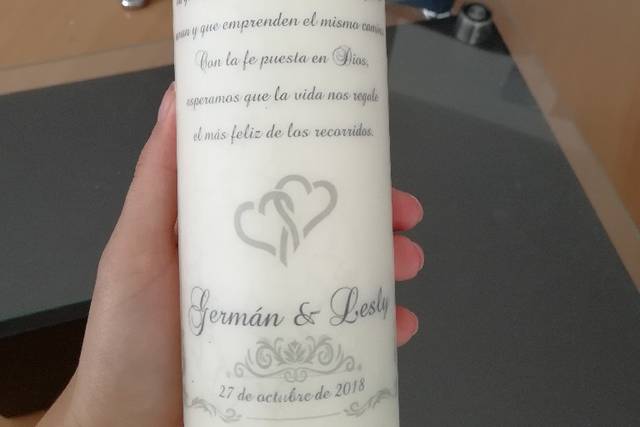 y que emprenden el mismo camino.
Con la fe puesta en Dios,
esperamos que la vida nos regale
el más feliz de los recorridos.
Germán & Lesly
27 de octubre de 2018